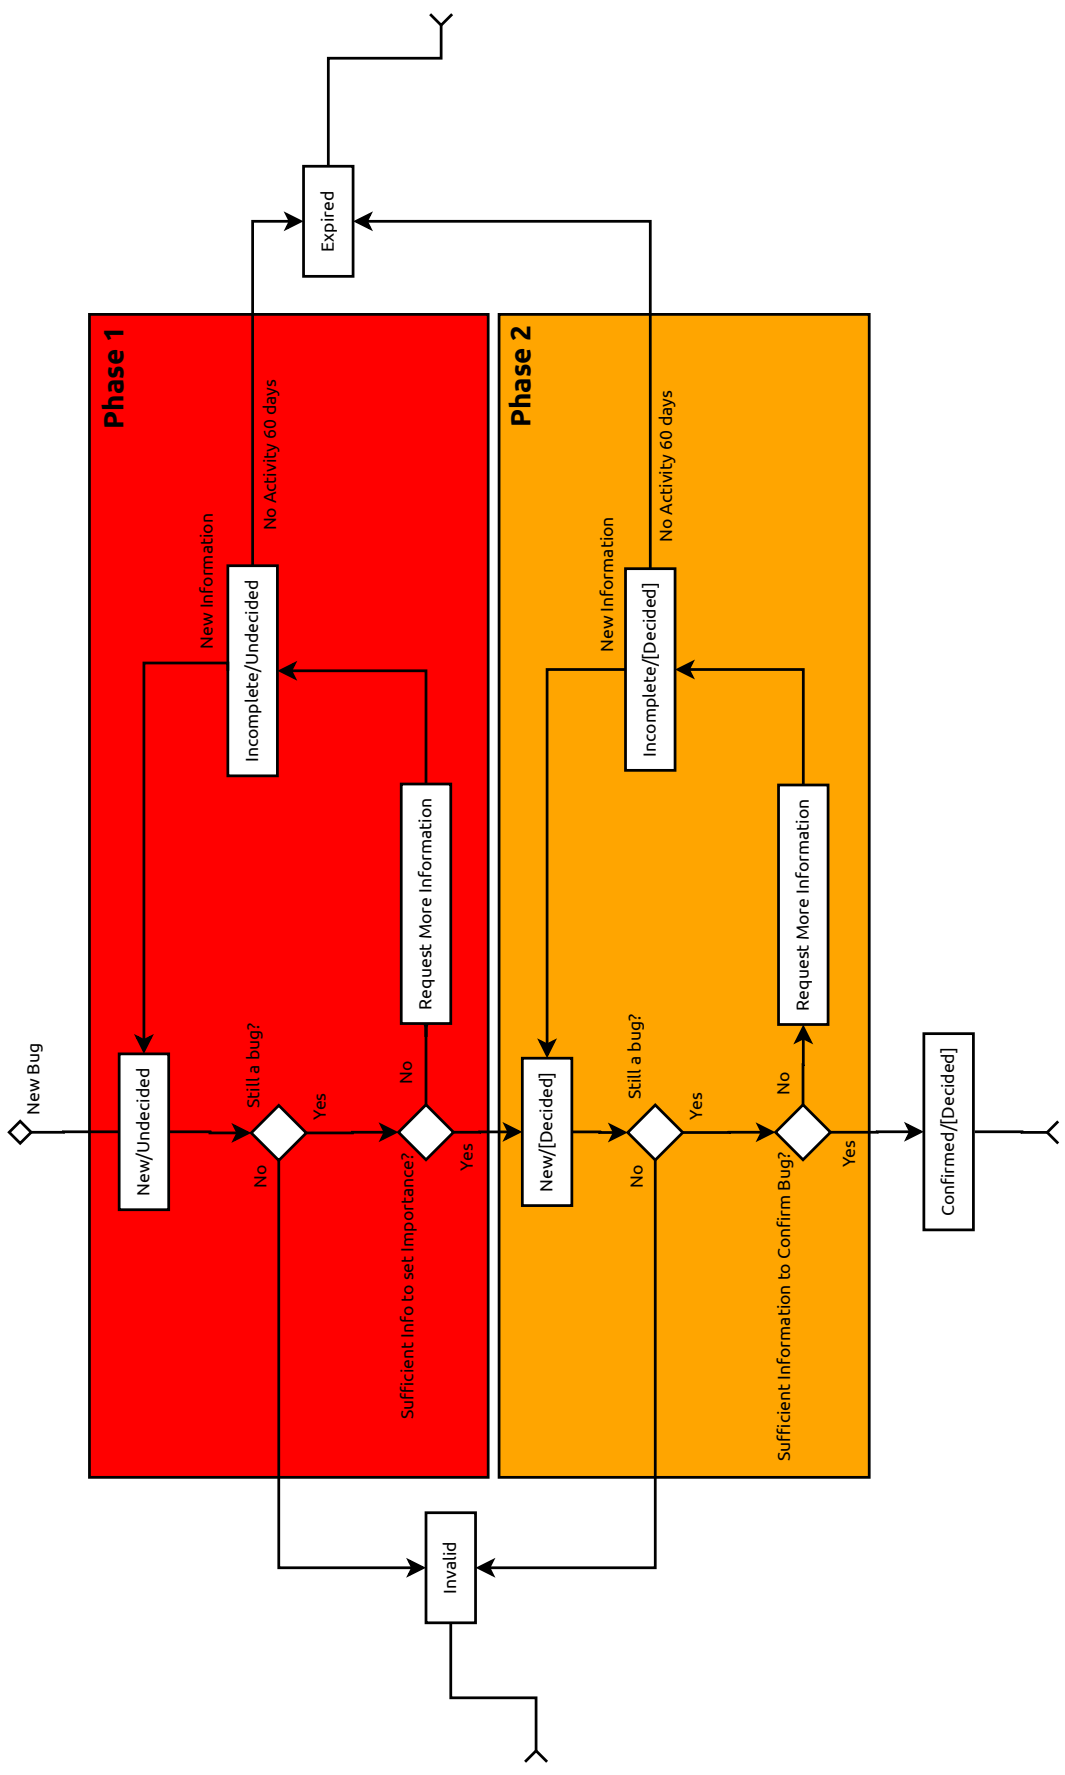 New Bug
Phase 1
New/Undecided
New Information
Incomplete/Undecided
No Activity 60 days
Expired
Still a bug?
No
Yes
Sufficient Info to set Importance?
No
Yes
Request More Information
Invalid
Phase 2
New/[Decided]
New Information
Incomplete/[Decided]
No Activity 60 days
Still a bug?
No
Yes
Sufficient Information to Confirm Bug?
No
Yes
Request More Information
Confirmed/[Decided]